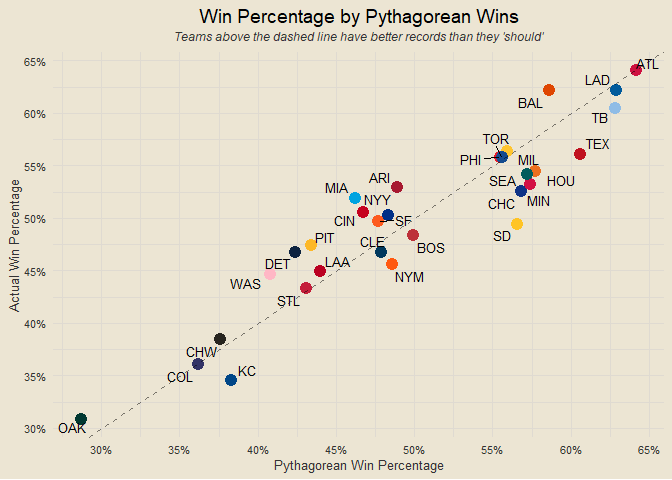 Win Percentage by Pythagorean Wins
Teams above the dashed line have better records than they 'should'
65%
60%
55%
50%
45%
40%
35%
30%
Actual Win Percentage
ATL
LAD
BAL
TB
TOR
TEX
PHI
MIL
ARI
SEA
HOU
MIA
NYY
CHC
MIN
CIN
SF
SD
PIT
CLE
BOS
DET
LAA
NYM
WAS
STL
CHW
COL
KC
OAK
30%
35%
40%
45%
50%
55%
60%
65%
Pythagorean Win Percentage